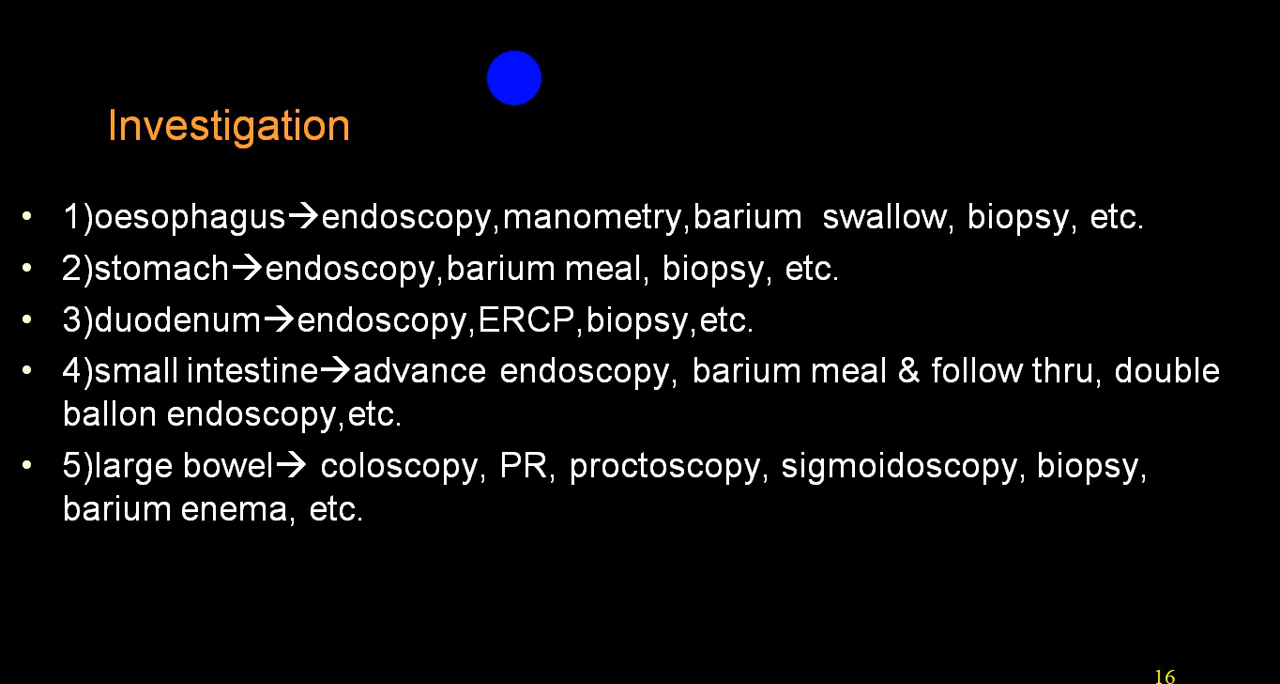 Investigation
• 1)oesophagus→endoscopy,manometry,barium swallow, biopsy, etc.
• 2)stomach→endoscopy,barium meal, biopsy, etc.
• 3)duodenum→endoscopy,ERCP,biopsy,etc.
• 4)small intestine→advance endoscopy, barium meal & follow thru, double
ballon endoscopy,etc.
• 5)large bowel→ coloscopy, PR, proctoscopy, sigmoidoscopy, biopsy,
barium enema, etc.
16